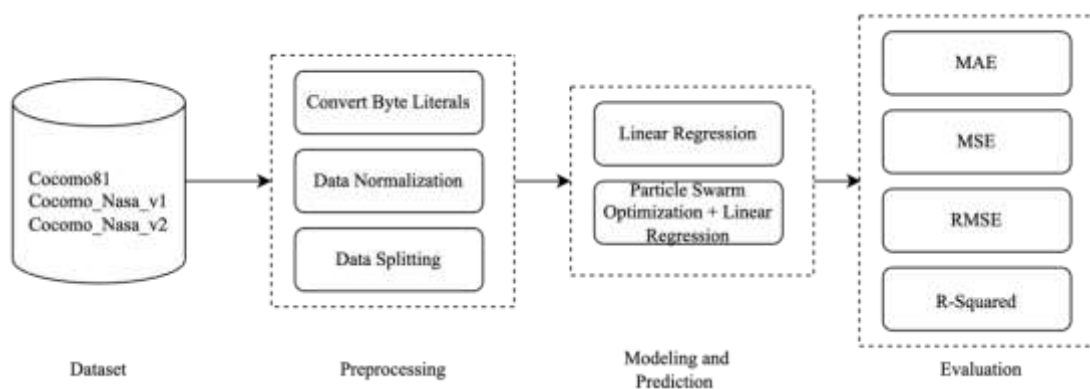 Cocomo81
Cocomo_Nasa_v1
Cocomo_Nasa_v2
Dataset
Convert Byte Literals
Data Normalization
Data Splitting
Preprocessing
Linear Regression
Particle Swarm
Optimization + Linear
Regression
Modeling and
Prediction
MAE
MSE
RMSE
R-Squared
Evaluation